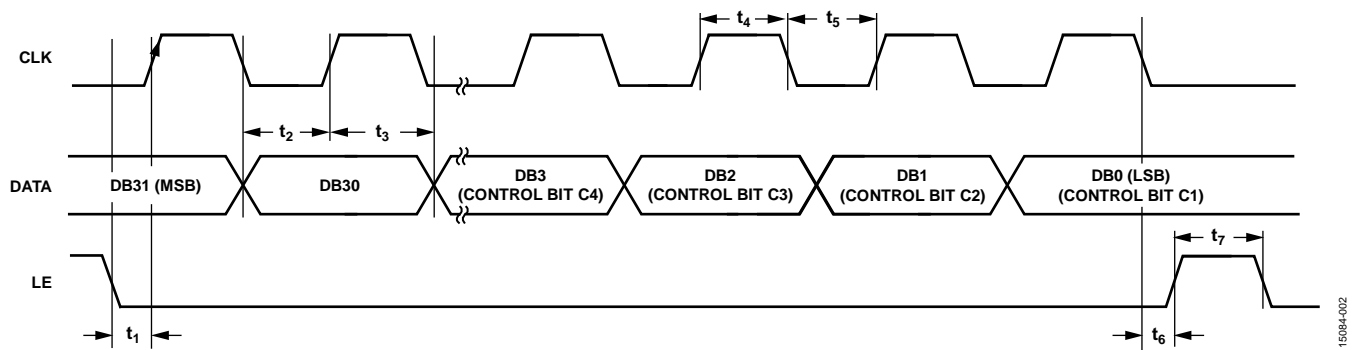 t4
t5
CLK
t2
t3
DATA
DB31 (MSB)
DB30
DB3
(CONTROL BIT C4)
DB2
(CONTROL BIT C3)
DB1
(CONTROL BIT C2)
DB0 (LSB)
(CONTROL BIT C1)
t7
LE
t1
t6
15084-002